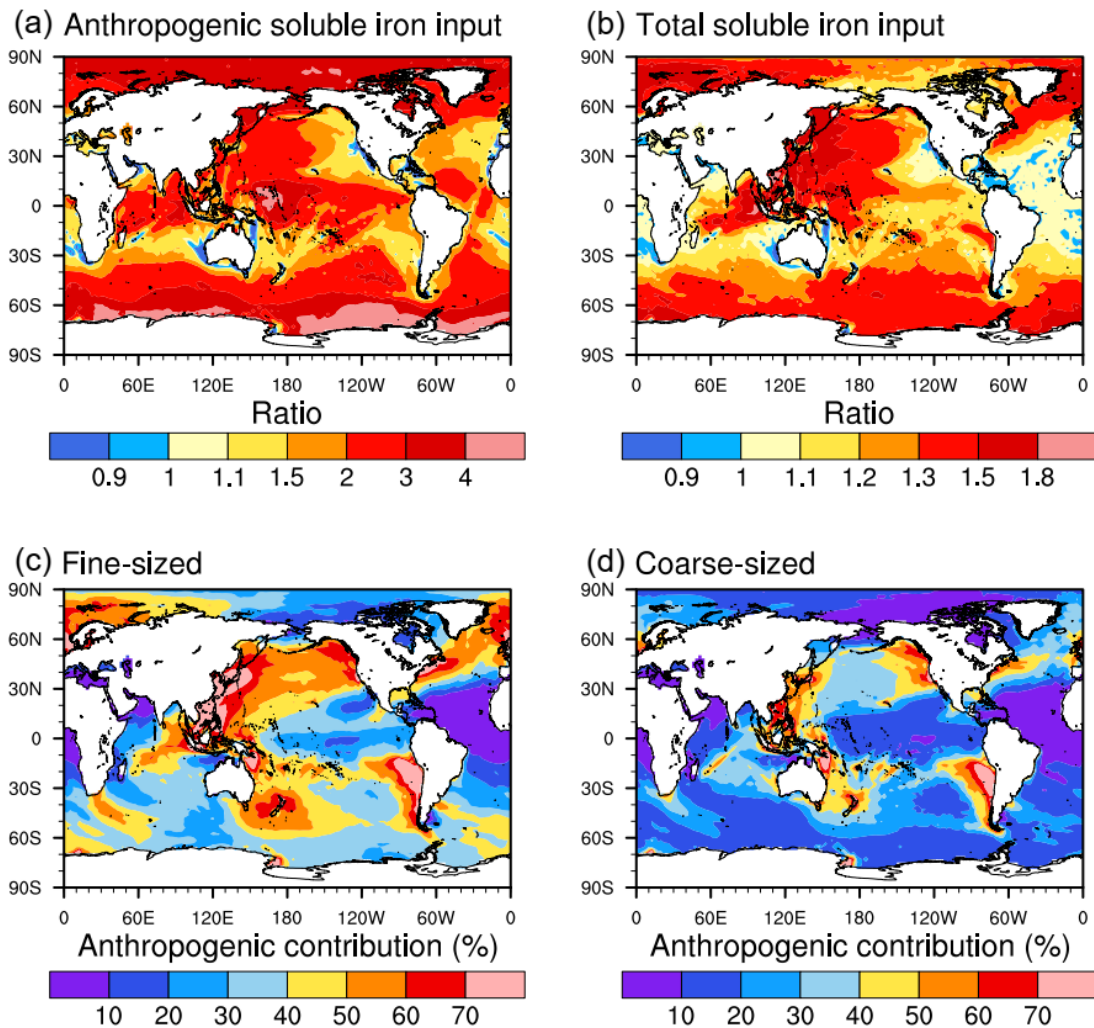 (a) Anthropogenic soluble iron input
(b) Total soluble iron input
90N
60N
30N
0
30S
60S
90S
0 60E 120E 180 120W 60W 0
Ratio
0.9 1 1.1 1.5 2 3 4
90N
60N
30N
0
30S
60S
90S
0 60E 120E 180 120W 60W 0
Ratio
0.9 1 1.1 1.2 1.3 1.5 1.8
(c) Fine-sized
(d) Coarse-sized
90N
60N
30N
0
30S
60S
90S
0 60E 120E 180 120W 60W 0
Anthropogenic contribution (%)
10 20 30 40 50 60 70
90N
60N
30N
0
30S
60S
90S
0 60E 120E 180 120W 60W 0
Anthropogenic contribution (%)
10 20 30 40 50 60 70